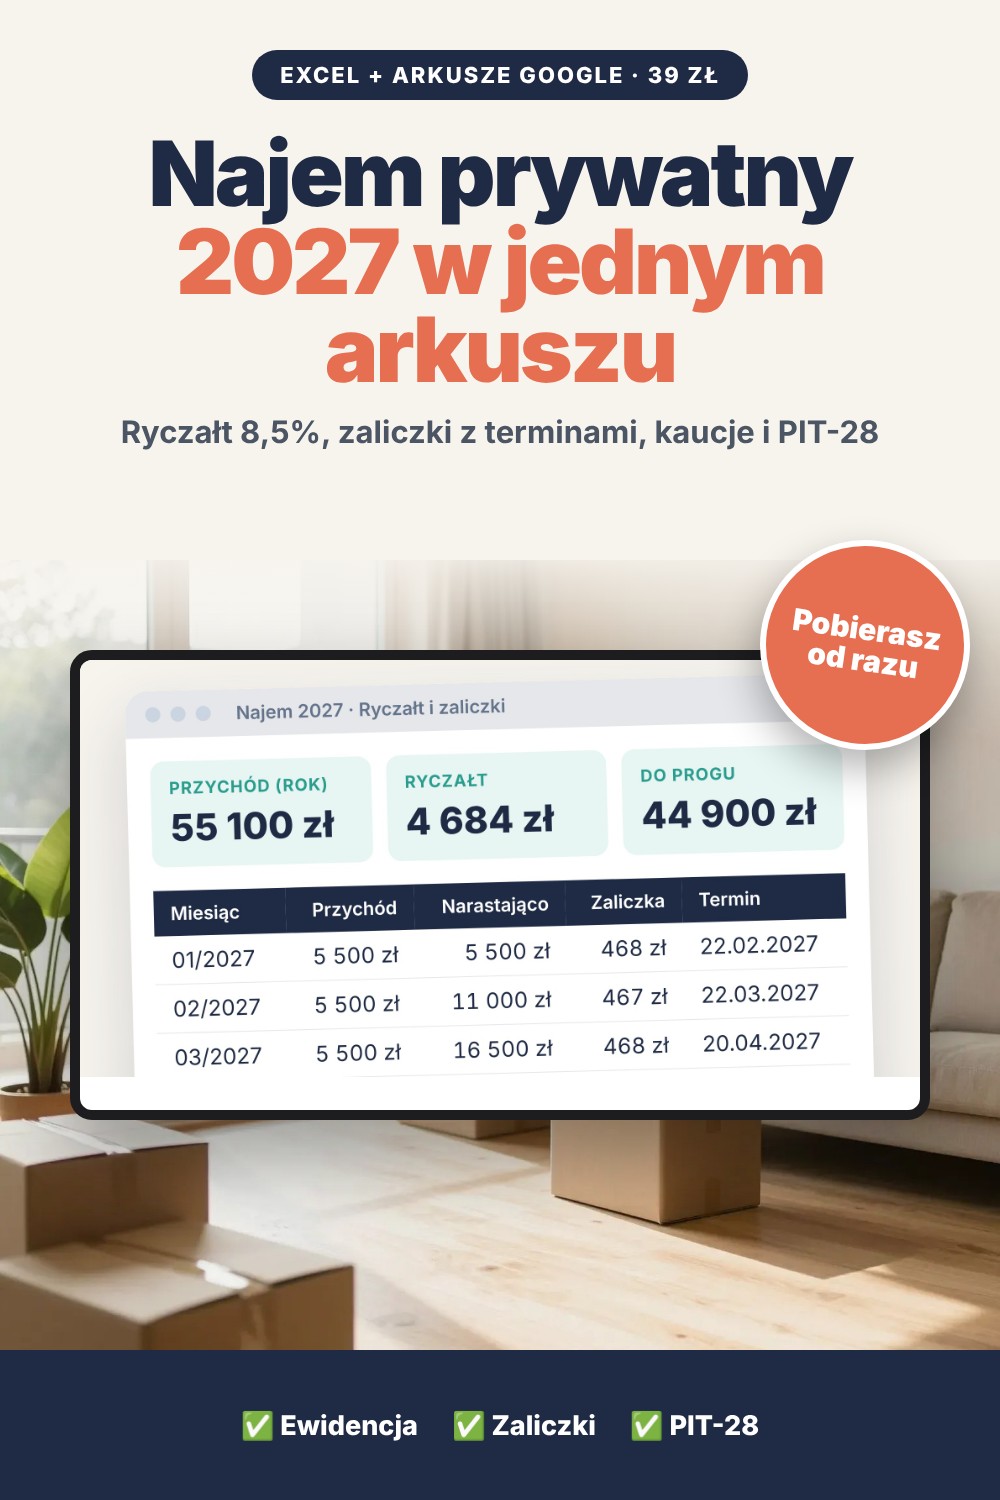 EXCEL + ARKUSZE GOOGLE · 39 ZŁ
Najem prywatny
2027 w jednym
arkuszu
Ryczałt 8,5%, zaliczki z terminami, kaucje i PIT-28
Pobierasz
od razu
Najem 2027 · Ryczałt i zaliczki
PRZYCHÓD (ROK) RYCZAŁT DO PROGU
55 100 zł 4 684 zł 44 900 zł
Miesiąc Przychód Narastająco Zaliczka Termin
01/2027 5 500 zł 5 500 zł 468 zł 22.02.2027
02/2027 5 500 zł 11 000 zł 467 zł 22.03.2027
03/2027 5 500 zł 16 500 zł 468 zł 20.04.2027
✅ Ewidencja ✅ Zaliczki ✅ PIT-28